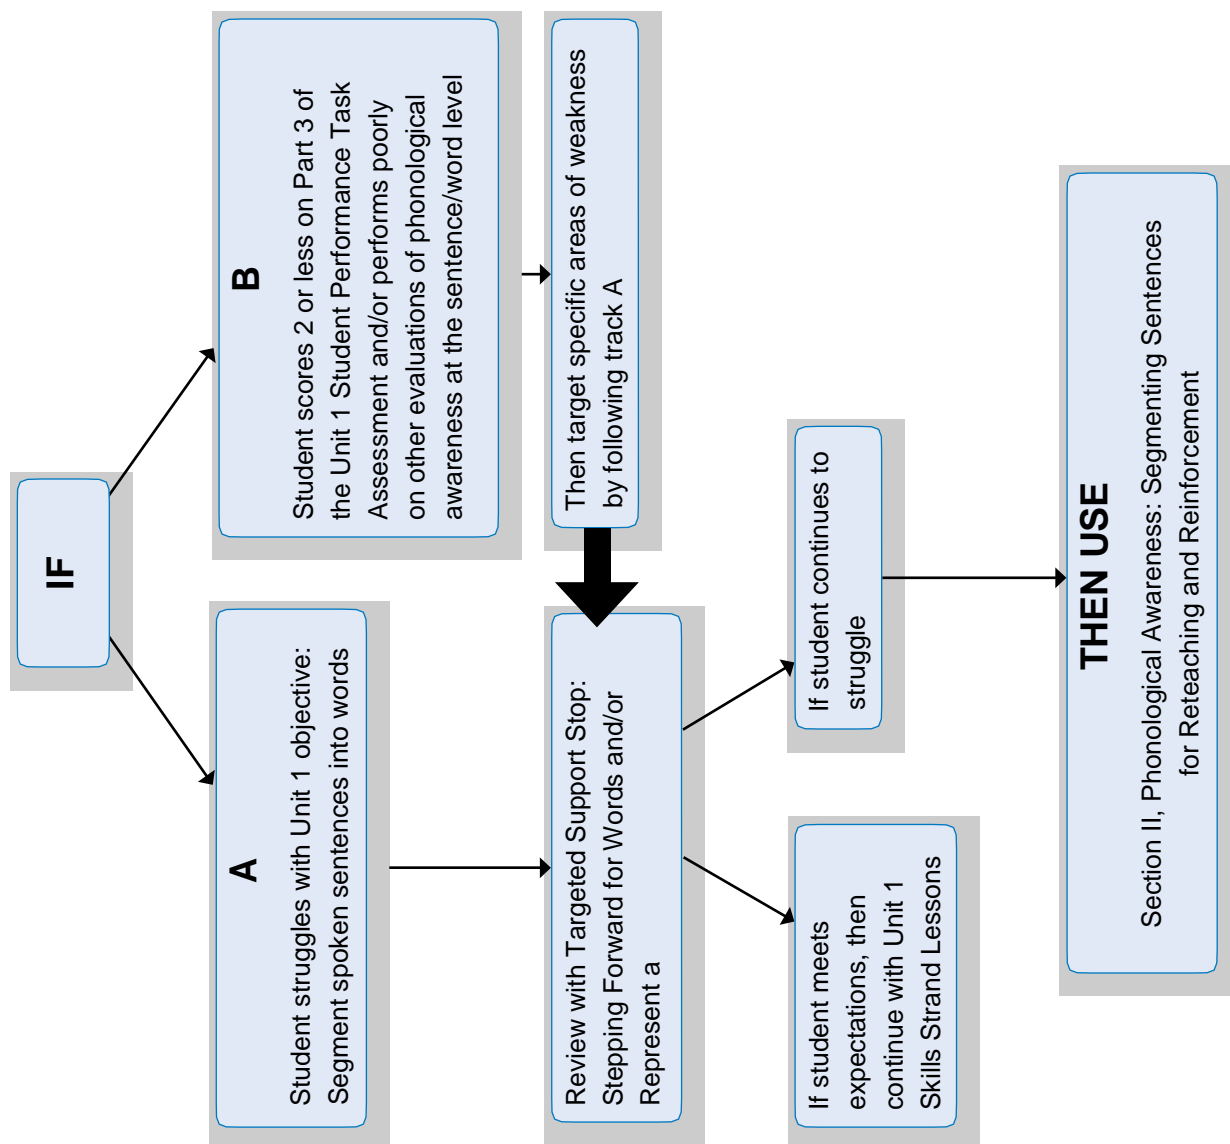 IF
A
Student struggles with Unit 1 objective:
Segment spoken sentences into words
B
Student scores 2 or less on Part 3 of
the Unit 1 Student Performance Task
Assessment and/or performs poorly
on other evaluations of phonological
awareness at the sentence/word level
Review with Targeted Support Stop:
Stepping Forward for Words and/or
Represent a
Then target specific areas of weakness
by following track A
If student meets
expectations, then
continue with Unit 1
Skills Strand Lessons
If student continues to
struggle
THEN USE
Section II, Phonological Awareness: Segmenting Sentences
for Reteaching and Reinforcement